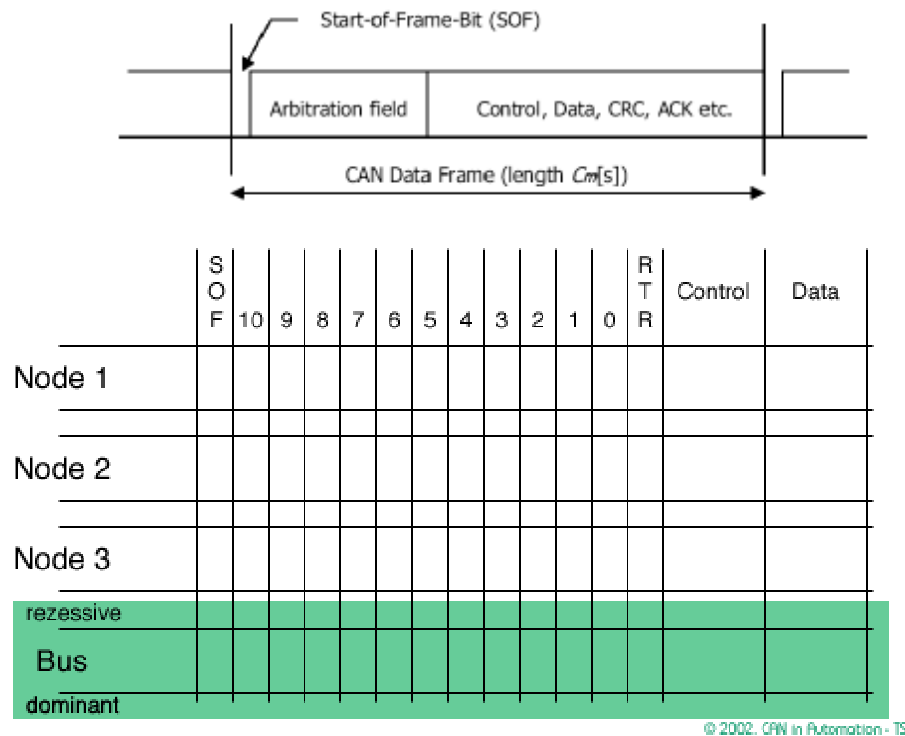 Start-of-Frame-Bit (SOF)
Arbitration field
Control, Data, CRC, ACK etc.
CAN Data Frame (length Cm[s])
S O F 10 9 8 7 6 5 4 3 2 1 0 R T R Control Data
Node 1
Node 2
Node 3
rezessive
Bus
dominant
© 2002, CAN in Automation - TS